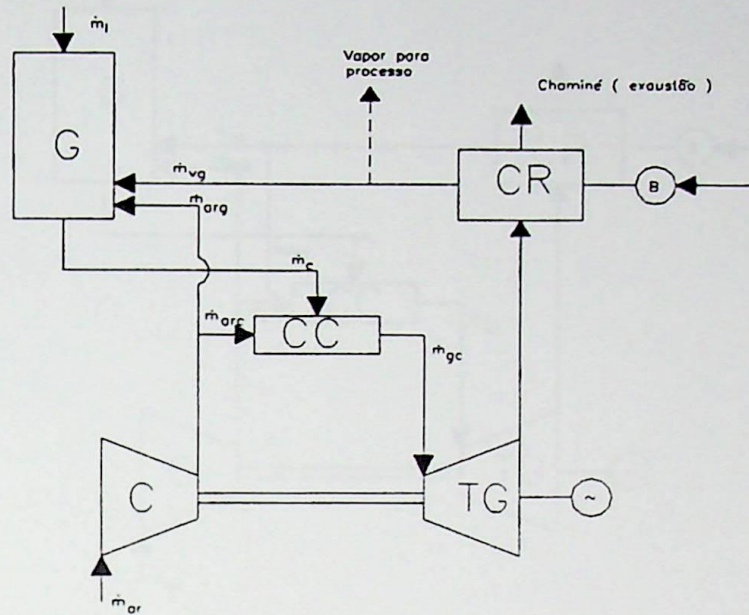 ṁl
Vapor para
processo
Chaminé ( exaustão )
G
CR
B
ṁvg
ṁarg
ṁc
ṁarc
CC
ṁgc
C
TG
~
ṁar